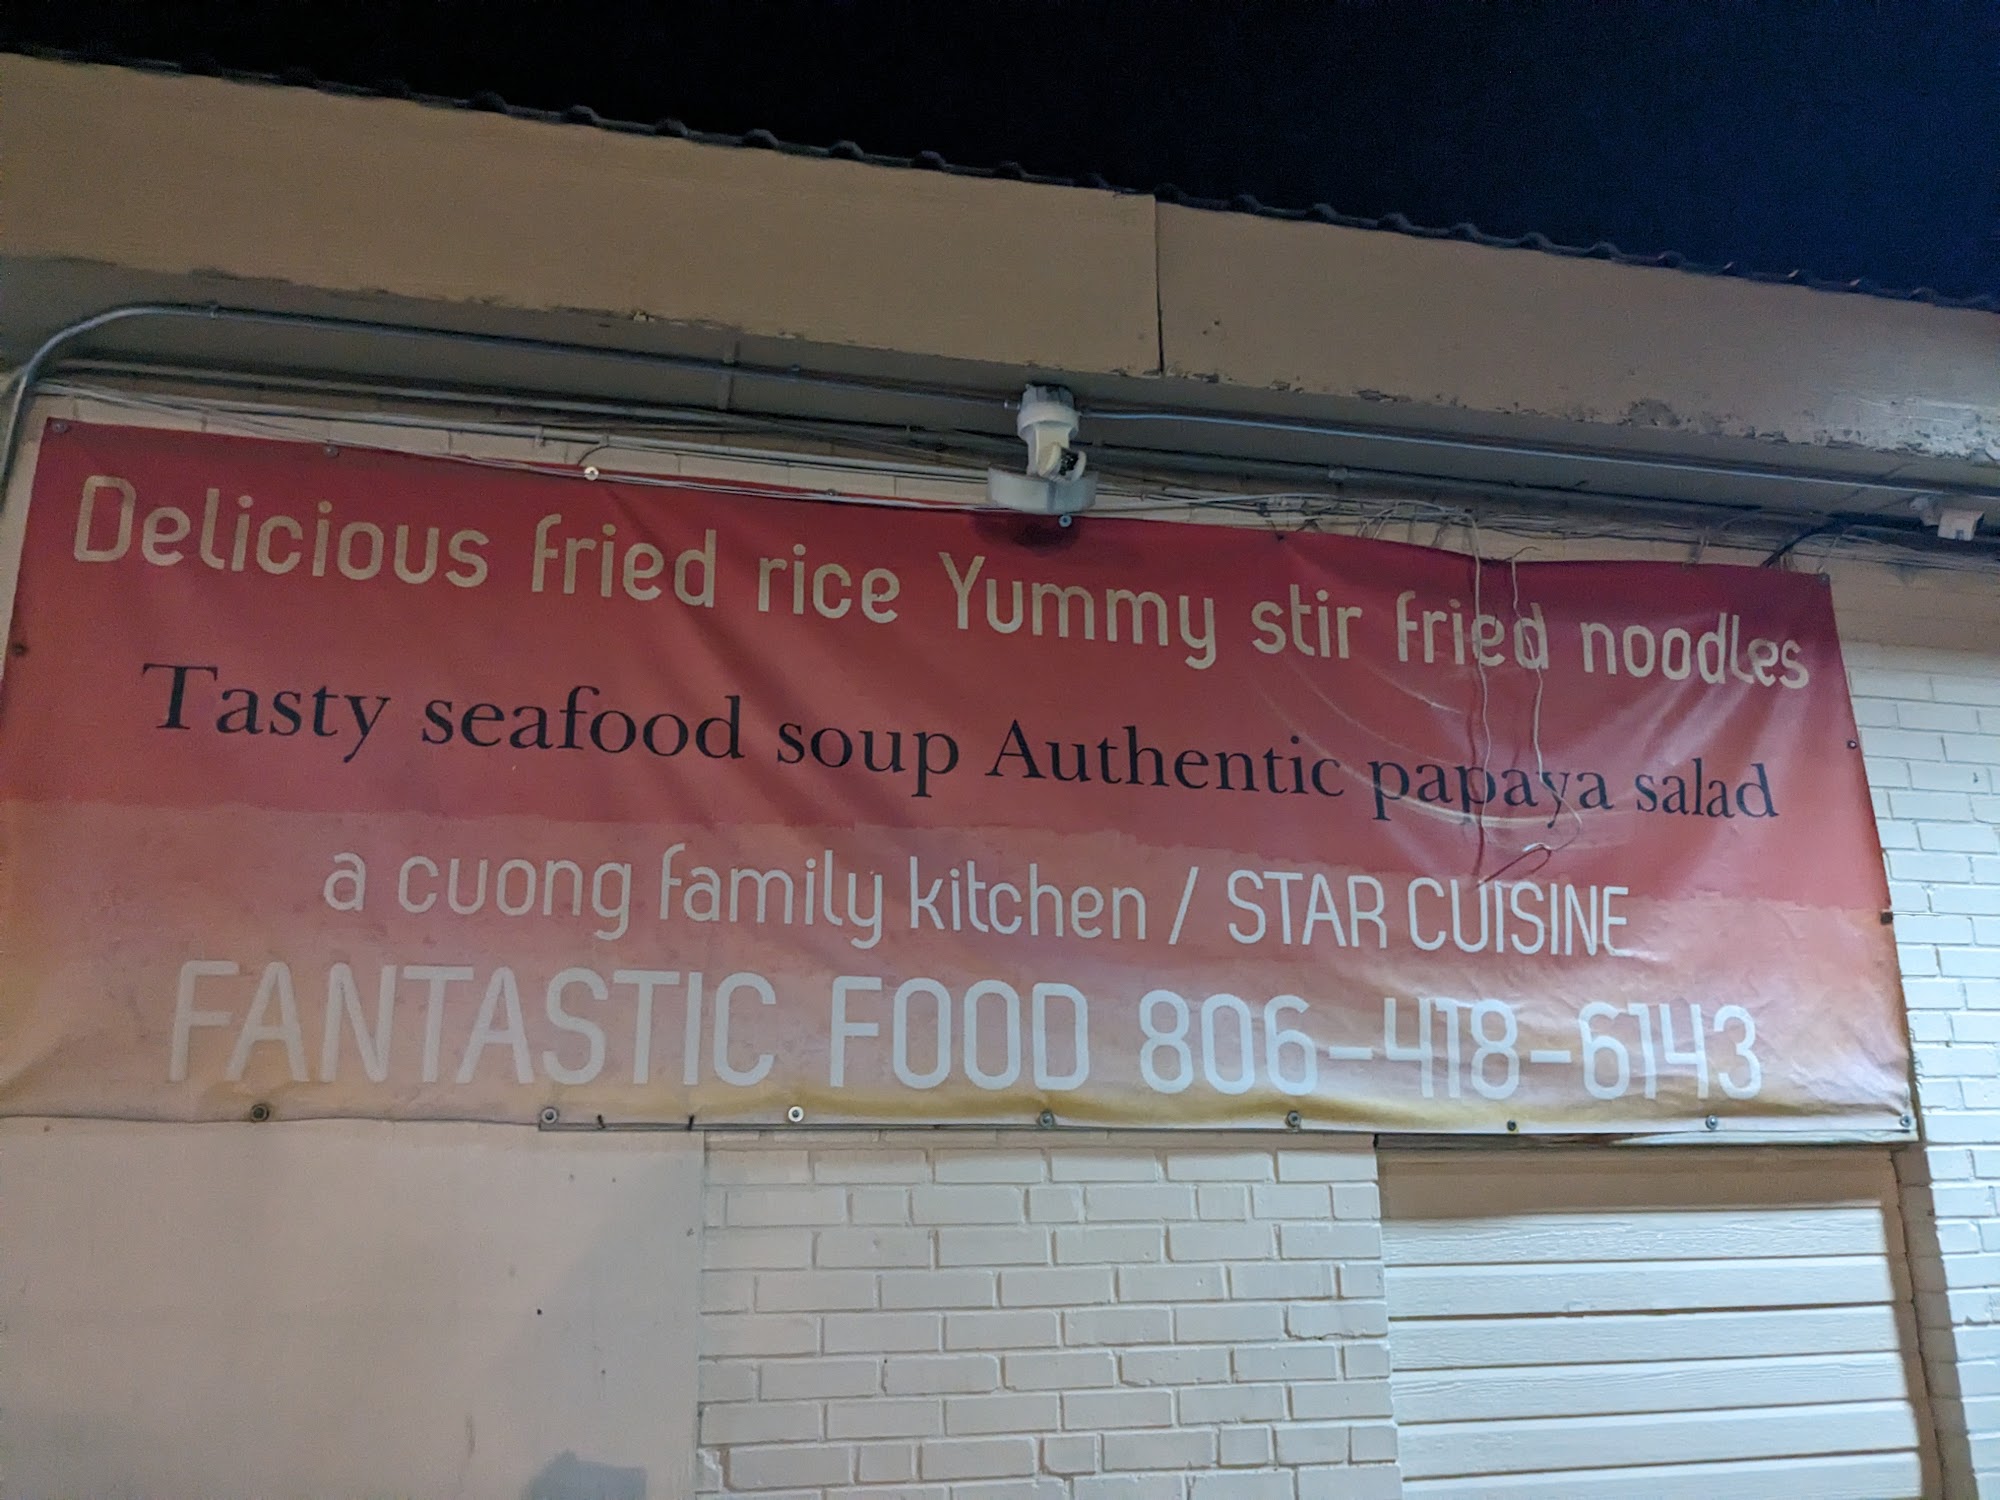 Delicious fried rice Yummy stir fried noodles
Tasty seafood soup Authentic papaya salad
a cuong family kitchen / STAR CUISINE
FANTASTIC FOOD 806-418-6143